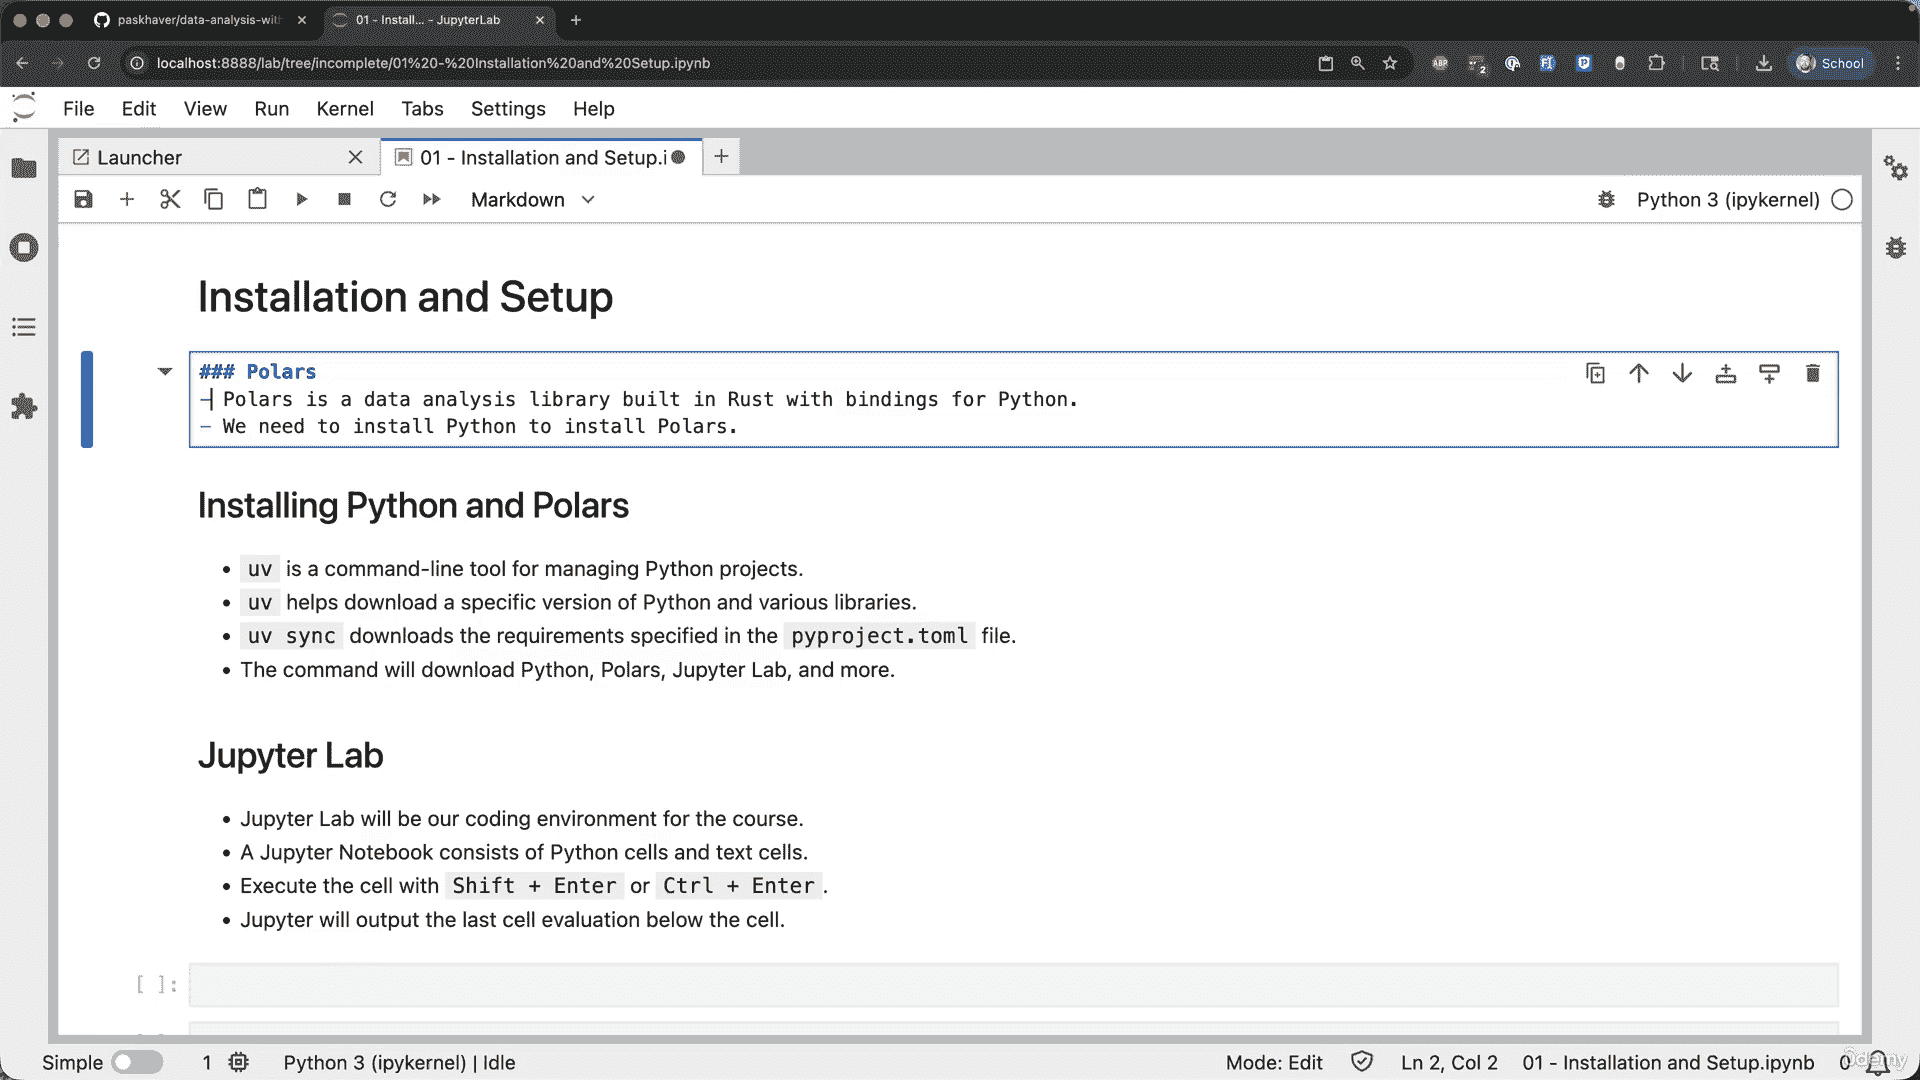 paskhaver/data-analysis-with
01 - Install... - JupyterLab
localhost:8888/lab/tree/incomplete/01%20-%20Installation%20and%20Setup.ipynb
ABP
2
School
File Edit View Run Kernel Tabs Settings Help
Launcher
01 - Installation and Setup.i
Markdown
Python 3 (ipykernel)
Installation and Setup
### Polars
- Polars is a data analysis library built in Rust with bindings for Python.
- We need to install Python to install Polars.
Installing Python and Polars
• uv is a command-line tool for managing Python projects.
• uv helps download a specific version of Python and various libraries.
• uv sync downloads the requirements specified in the pyproject.toml file.
• The command will download Python, Polars, Jupyter Lab, and more.
Jupyter Lab
• Jupyter Lab will be our coding environment for the course.
• A Jupyter Notebook consists of Python cells and text cells.
• Execute the cell with Shift + Enter or Ctrl + Enter.
• Jupyter will output the last cell evaluation below the cell.
[ ]:
Simple 1 Python 3 (ipykernel) | Idle Mode: Edit Ln 2, Col 2 01 - Installation and Setup.ipynb 0
udemy